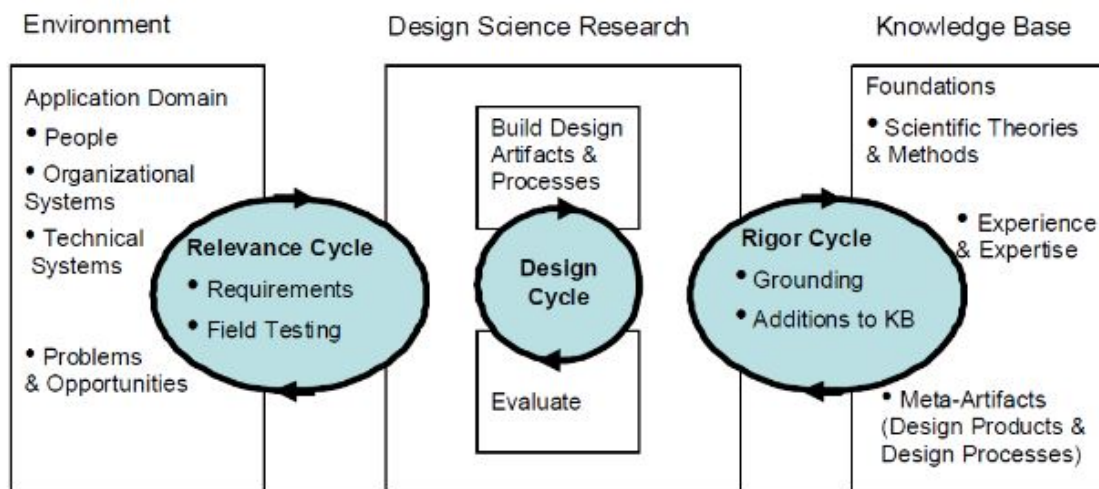 Environment
Design Science Research
Knowledge Base
Application Domain
• People
• Organizational
Systems
• Technical
Systems
• Problems
& Opportunities
Relevance Cycle
• Requirements
• Field Testing
Build Design
Artifacts &
Processes
Design
Cycle
Evaluate
Rigor Cycle
• Grounding
• Additions to KB
Foundations
• Scientific Theories
& Methods
• Experience
& Expertise
• Meta-Artifacts
(Design Products &
Design Processes)